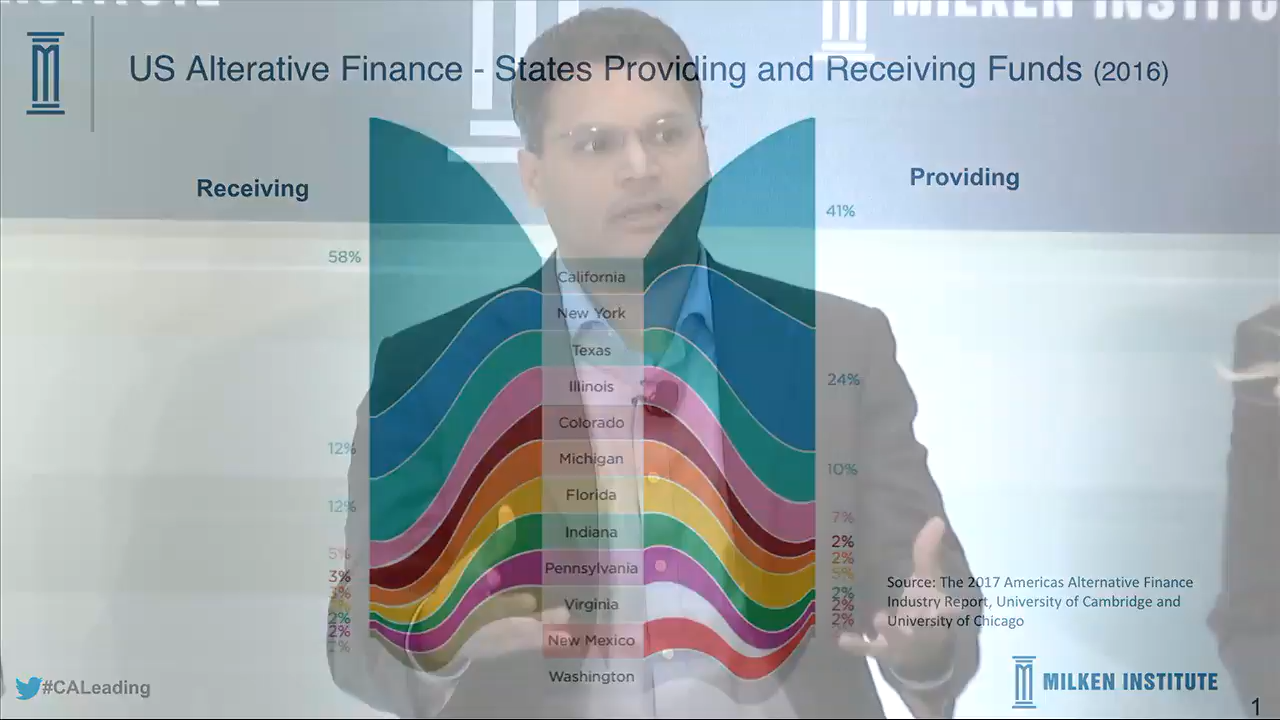 MILKEN INSTITU
US Alterative Finance - States Providing and Receiving Funds (2016)
Receiving
Providing
58%
12%
12%
5%
3%
3%
2%
2%
California
New York
Texas
Illinois
Colorado
Michigan
Florida
Indiana
Pennsylvania
Virginia
New Mexico
Washington
41%
24%
10%
7%
2%
2%
5%
2%
2%
2%
Source: The 2017 Americas Alternative Finance
Industry Report, University of Cambridge and
University of Chicago
#CALeading
MILKEN INSTITUTE
1